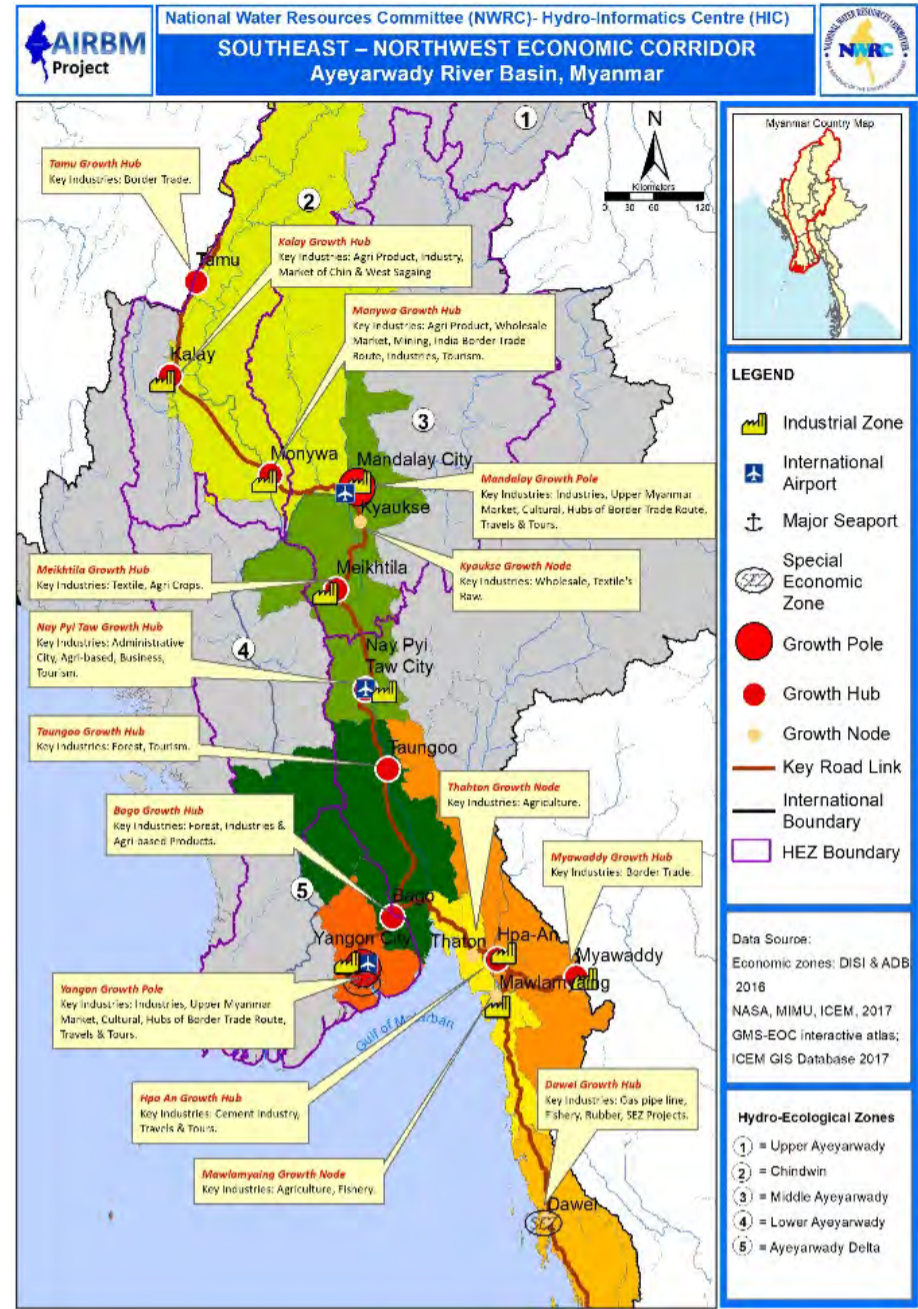 AIRBM
Project
National Water Resources Committee (NWRC)- Hydro-Informatics Centre (HIC)
SOUTHEAST – NORTHWEST ECONOMIC CORRIDOR
Ayeyarwady River Basin, Myanmar
NATIONAL WATER RESOURCES COMMITTEE
NWRC
1
N
Kilometers
0 30 60 120
Tamu Growth Hub
Key Industries: Border Trade.
2
Tamu
Kalay Growth Hub
Key Industries: Agri Product, Industry,
Market of Chin & West Sagaing
Monywa Growth Hub
Key Industries: Agri Product, Wholesale
Market, Mining, India Border Trade
Route, Industries, Tourism.
Kalay
3
Monywa
Mandalay City
Kyaukse
Mandalay Growth Pole
Key Industries: Industries, Upper Myanmar
Market, Cultural, Hubs of Border Trade Route,
Travels & Tours.
Meikhtila Growth Hub
Key Industries: Textile, Agri Crops.
Meikhtila
Kyaukse Growth Node
Key Industries: Wholesale, Textile's
Raw.
Nay Pyi Taw Growth Hub
Key Industries: Administrative
City, Agri-based, Business,
Tourism.
4
Nay Pyi
Taw City
Taungoo Growth Hub
Key Industries: Forest, Tourism.
Taungoo
Thahton Growth Node
Key Industries: Agriculture.
Bago Growth Hub
Key Industries: Forest, Industries &
Agri-based Products.
Myawaddy Growth Hub
Key Industries: Border Trade.
5
Bago
Yangon City
Thaton
Hpa-An
Myawaddy
Mawlamyaing
Yangon Growth Pole
Key Industries: Industries, Upper Myanmar
Market, Cultural, Hubs of Border Trade Route,
Travels & Tours.
Gulf of
Hpa An Growth Hub
Key Industries: Cement Industry,
Travels & Tours.
Dawei Growth Hub
Key Industries: Gas pipe line,
Fishery, Rubber, SEZ Projects.
Mawlamyaing Growth Node
Key Industries: Agriculture, Fishery.
Dawei
SEZ
Myanmar Country Map
LEGEND
Industrial Zone
International
Airport
Major Seaport
SEZ
Special
Economic
Zone
Growth Pole
Growth Hub
Growth Node
Key Road Link
International
Boundary
HEZ Boundary
Data Source:
Economic zones: DISI & ADB
2016
NASA, MIMU, ICEM, 2017
GMS-EOC interactive atlas;
ICEM GIS Database 2017
Hydro-Ecological Zones
1 = Upper Ayeyarwady
2 = Chindwin
3 = Middle Ayeyarwady
4 = Lower Ayeyarwady
5 = Ayeyarwady Delta